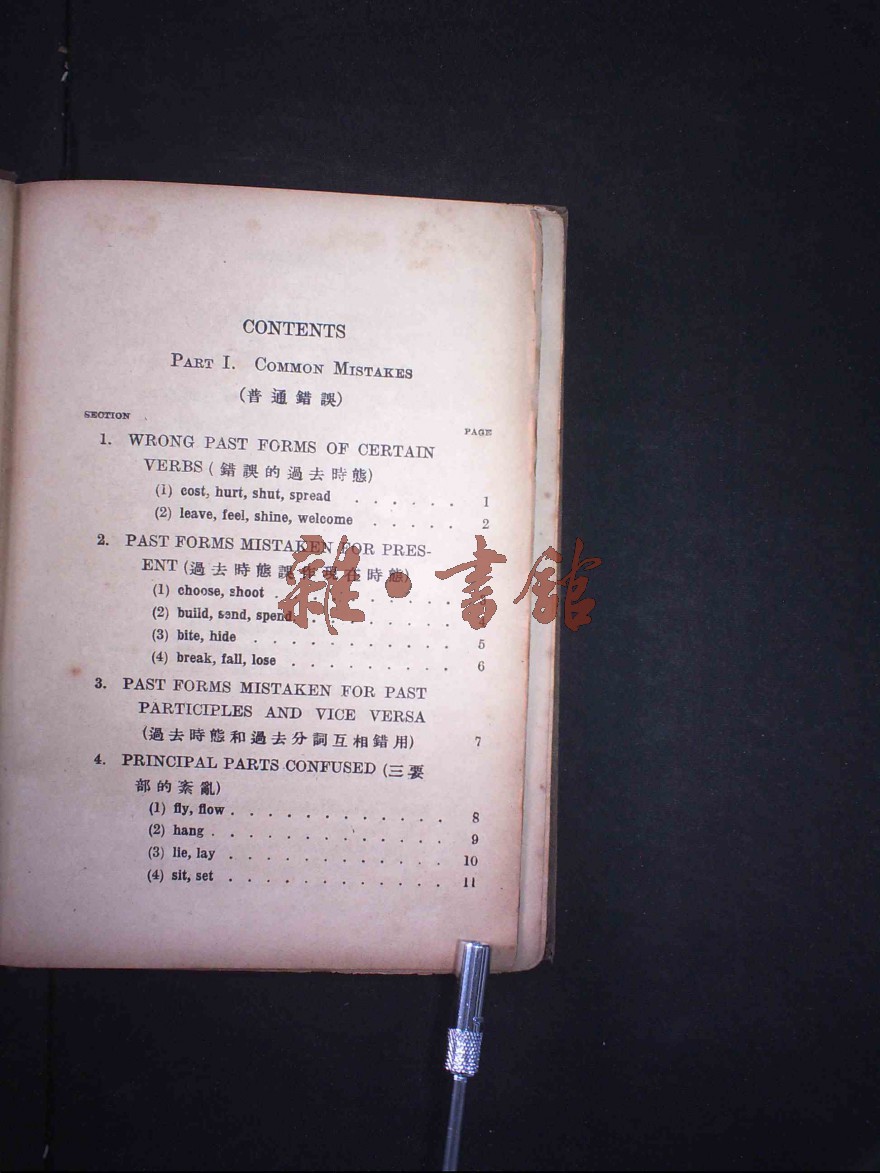 CONTENTS
PART I. COMMON MISTAKES
(普通錯誤)
SECTION
PAGE
1. WRONG PAST FORMS OF CERTAIN
VERBS (錯誤的過去時態)
(1) cost, hurt, shut, spread . . . . . . 1
(2) leave, feel, shine, welcome . . . . . 2
2. PAST FORMS MISTAKEN FOR PRES-
ENT (過去時態誤作現在時態)
(1) choose, shoot . . . . . . . . .
(2) build, send, spend . . . . . . . .
(3) bite, hide . . . . . . . . . . 5
(4) break, fall, lose . . . . . . . . . 6
3. PAST FORMS MISTAKEN FOR PAST
PARTICIPLES AND VICE VERSA
(過去時態和過去分詞互相錯用) 7
4. PRINCIPAL PARTS CONFUSED (三要
部的紊亂)
(1) fly, flow . . . . . . . . . . . 8
(2) hang . . . . . . . . . . . . 9
(3) lie, lay . . . . . . . . . . . 10
(4) sit, set . . . . . . . . . . . 11
雜·書館